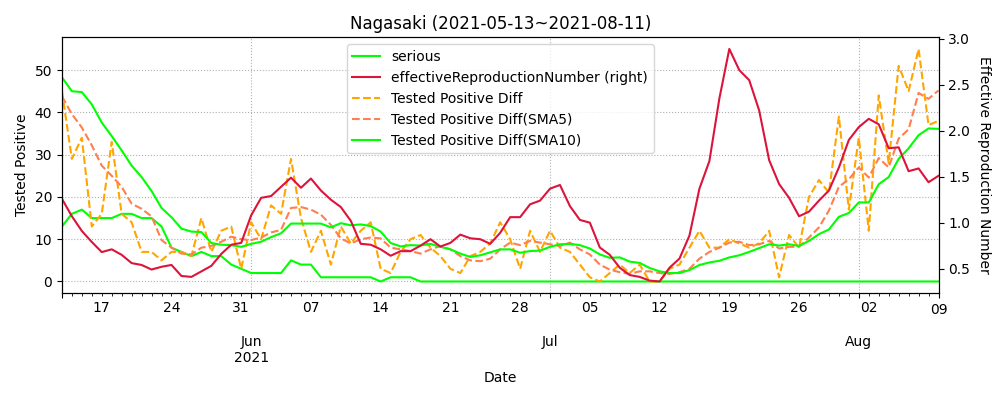 Nagasaki (2021-05-13~2021-08-11)
serious
effectiveReproductionNumber (right)
Tested Positive Diff
Tested Positive Diff(SMA5)
Tested Positive Diff(SMA10)
Tested Positive
50
40
30
20
10
0
3.0
2.5
2.0
1.5
1.0
0.5
Effective Reproduction Number
17 24 31 07 14 21 28 05 12 19 26 02 09
Jun Jul Aug
2021
Date